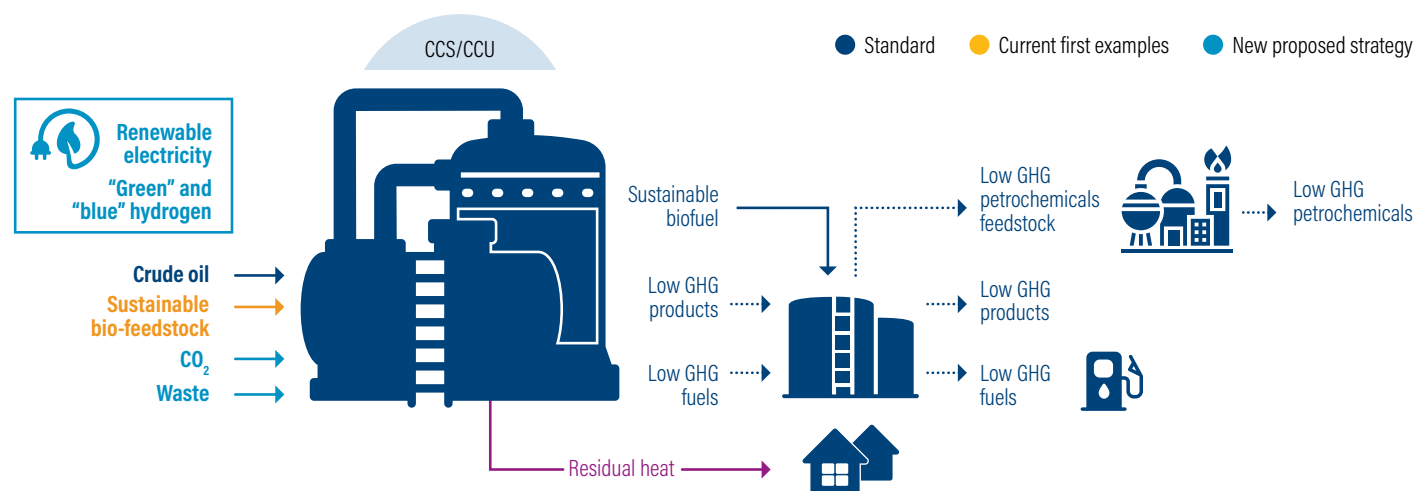 CCS/CCU
Standard
Current first examples
New proposed strategy
Renewable
electricity
“Green” and
“blue” hydrogen
Crude oil
Sustainable
bio-feedstock
CO₂
Waste
Sustainable
biofuel
Low GHG
products
Low GHG
fuels
Low GHG
petrochemicals
feedstock
Low GHG
petrochemicals
Low GHG
products
Low GHG
fuels
Residual heat